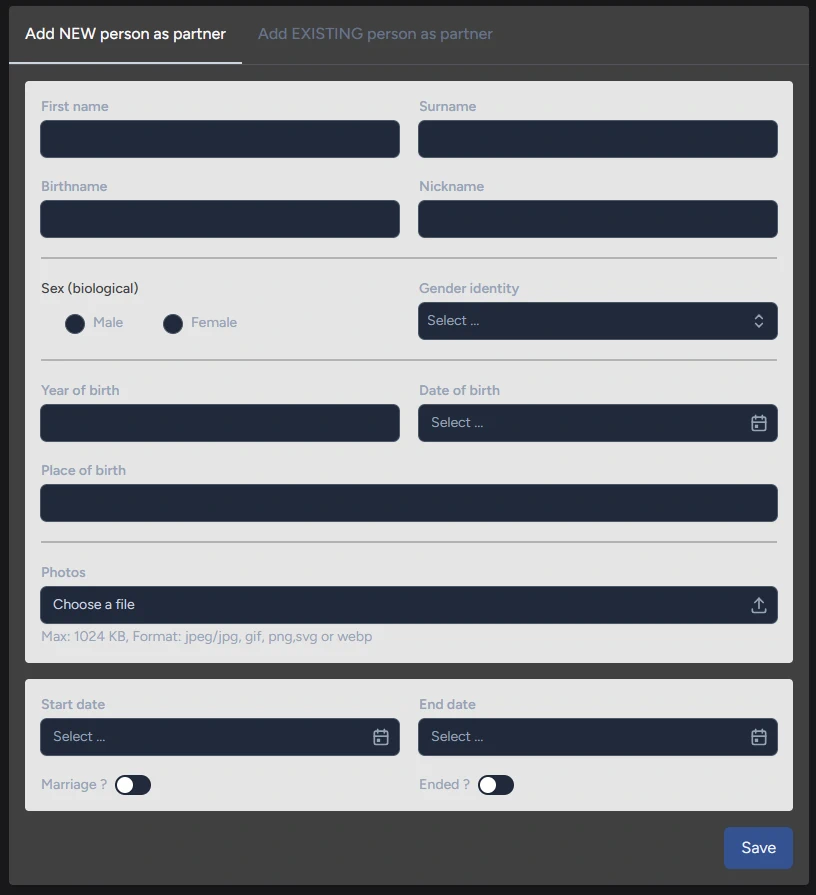 Add NEW person as partner Add EXISTING person as partner
First name Surname
Birthname Nickname
Sex (biological) Gender identity
Male Female Select ...
Year of birth Date of birth
Select ...
Place of birth
Photos
Choose a file
Max: 1024 KB, Format: jpeg/jpg, gif, png,svg or webp
Start date End date
Select ... Select ...
Marriage ? Ended ?
Save